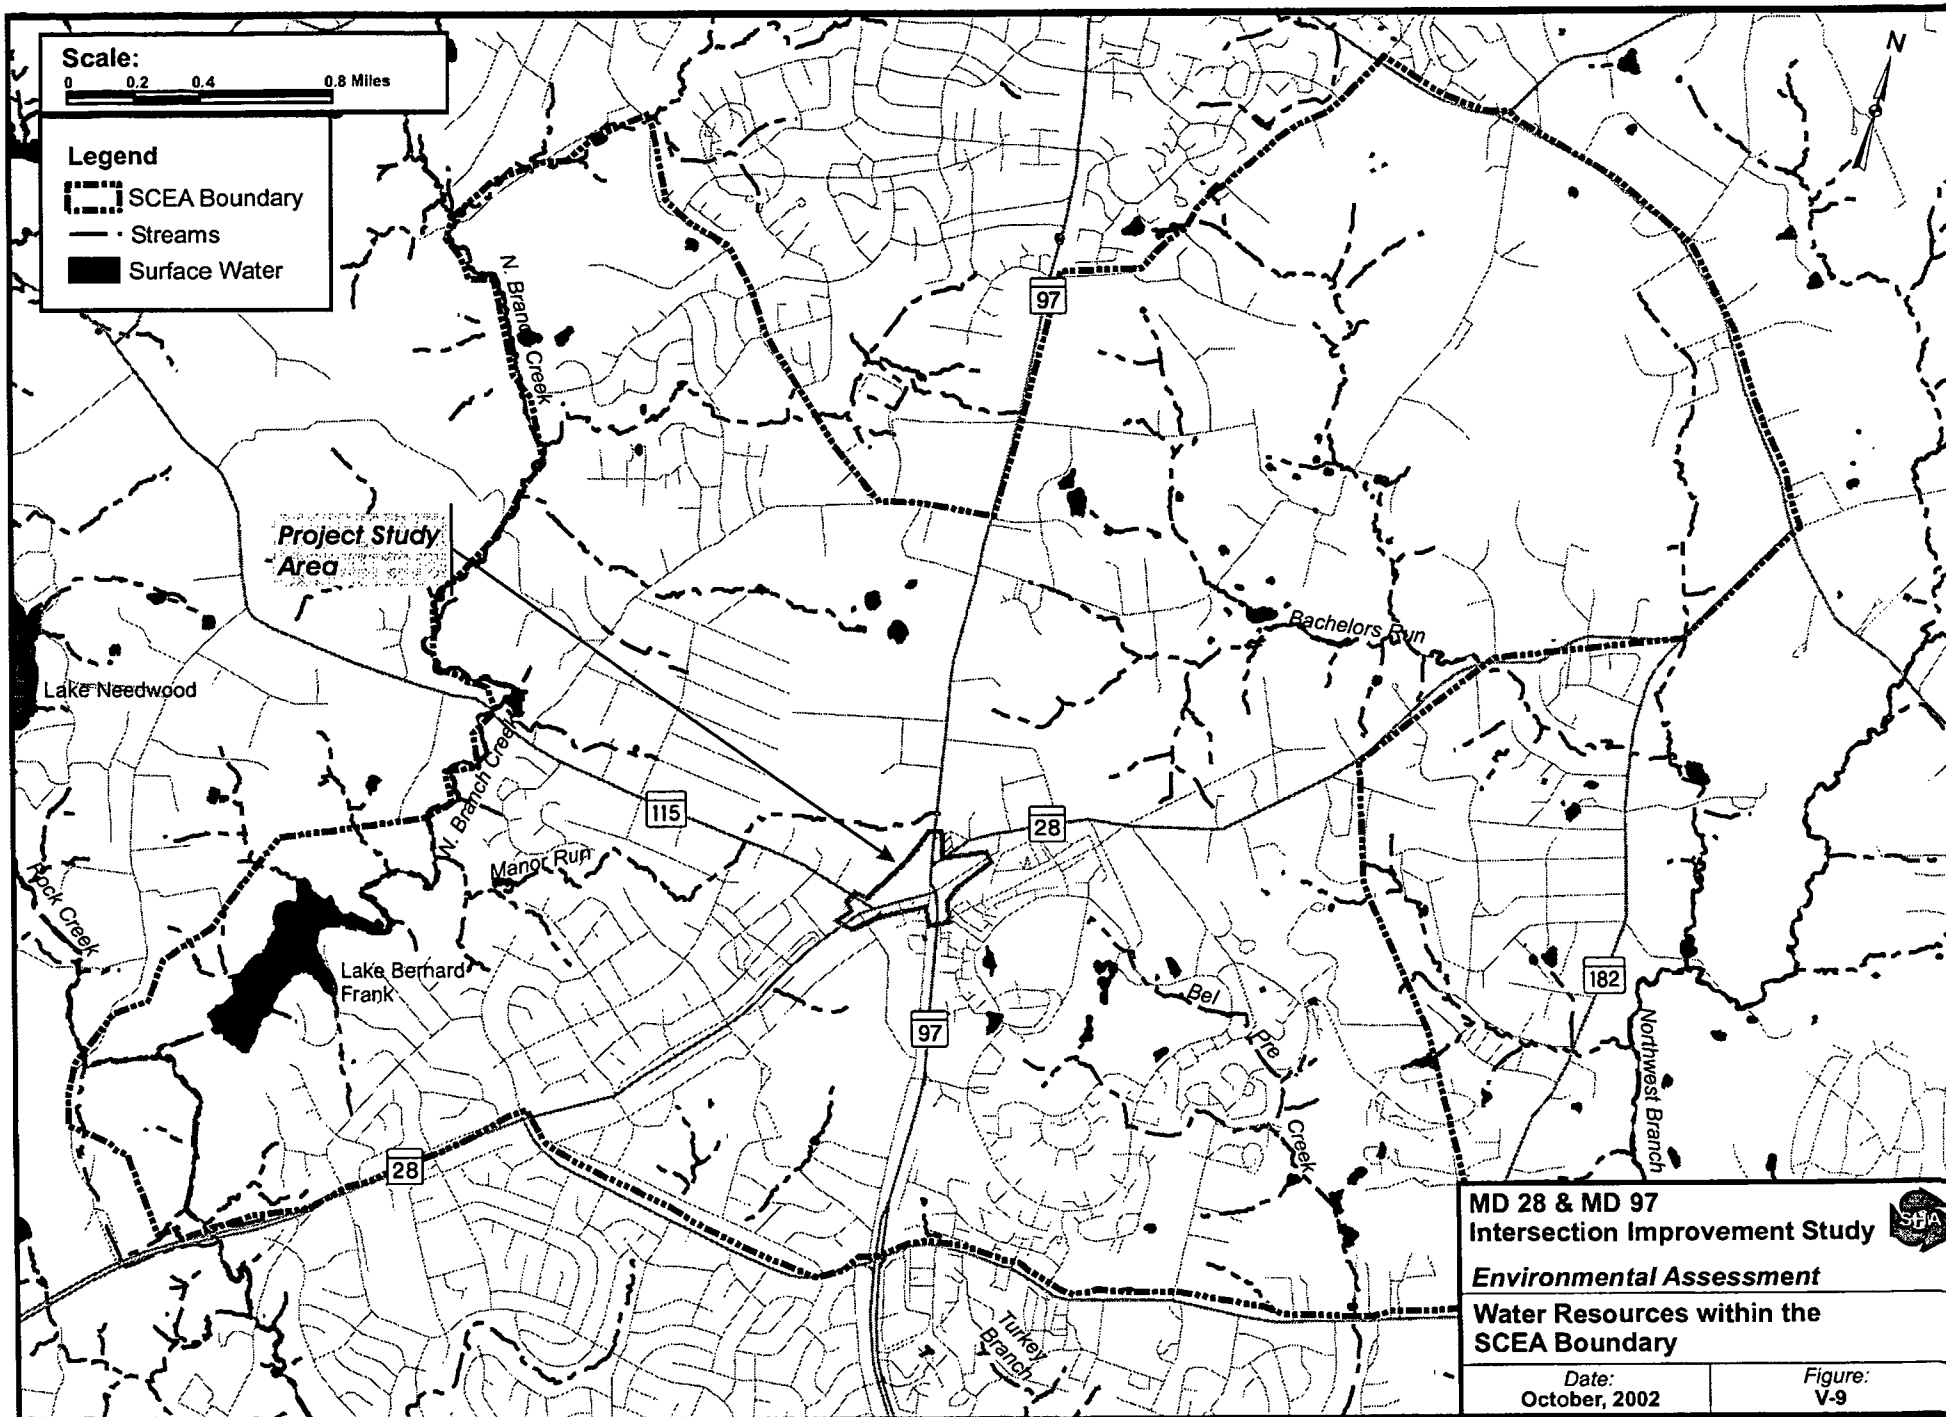 Scale:
0 0.2 0.4 0.8 Miles
Legend
SCEA Boundary
Streams
Surface Water
N
N. Branch Creek
97
Project Study
Area
Bachelors Run
Lake Needwood
N. Branch Creek
115
28
Manor Run
Rock Creek
Lake Bernard
Frank
182
97
Bel
Pre
Creek
Northwest Branch
28
Turkey
Branch
MD 28 & MD 97
Intersection Improvement Study
SHA
Environmental Assessment
Water Resources within the
SCEA Boundary
Date:
October, 2002
Figure:
V-9